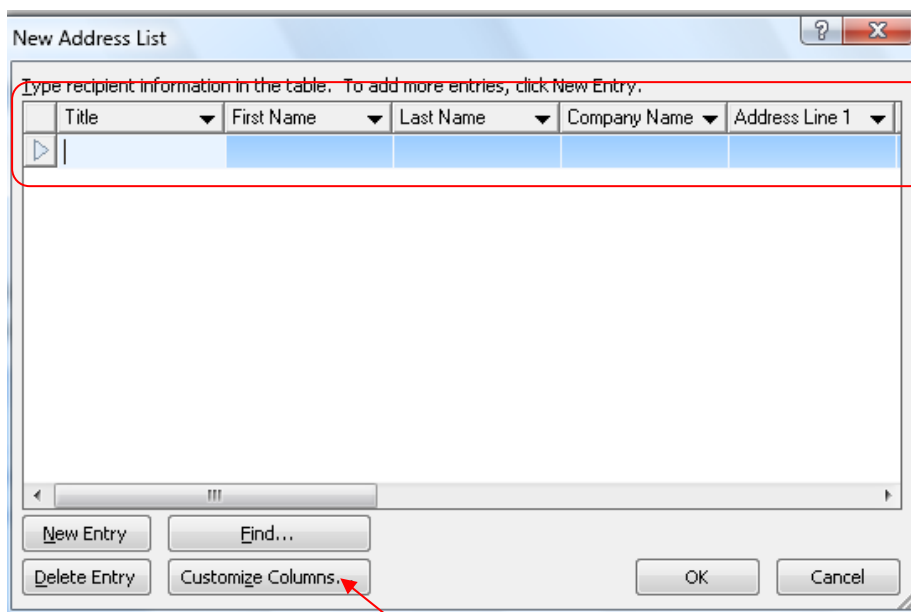 New Address List
?
X
Type recipient information in the table. To add more entries, click New Entry.
Title First Name Last Name Company Name Address Line 1
New Entry Find...
Delete Entry Customize Columns. OK Cancel